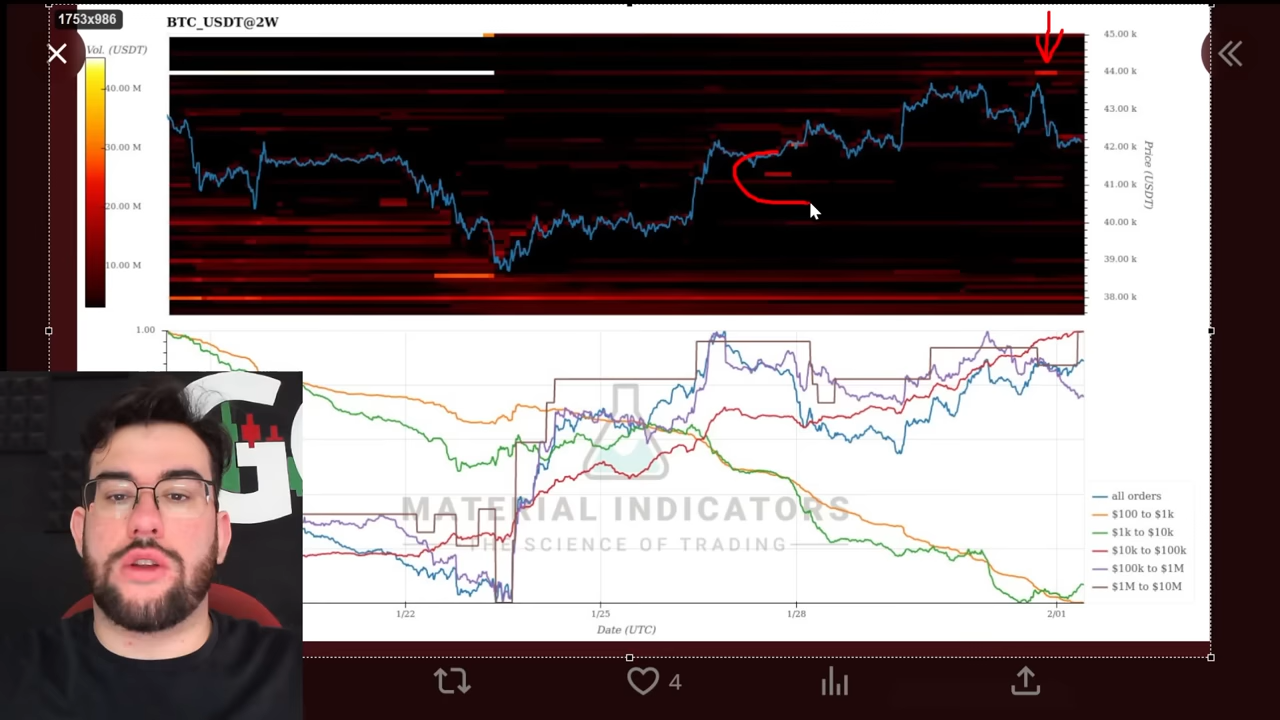 1753x986
BTC_USDT@2W
Vol. (USDT)
40.00 M
30.00 M
20.00 M
10.00 M
45.00 k
44.00 k
43.00 k
42.00 k
41.00 k
40.00 k
39.00 k
38.00 k
Price (USDT)
1.00
MATERIAL INDICATORS
THE SCIENCE OF TRADING
all orders
$100 to $1k
$1k to $10k
$10k to $100k
$100k to $1M
$1M to $10M
1/22
1/25
1/28
2/01
Date (UTC)
4